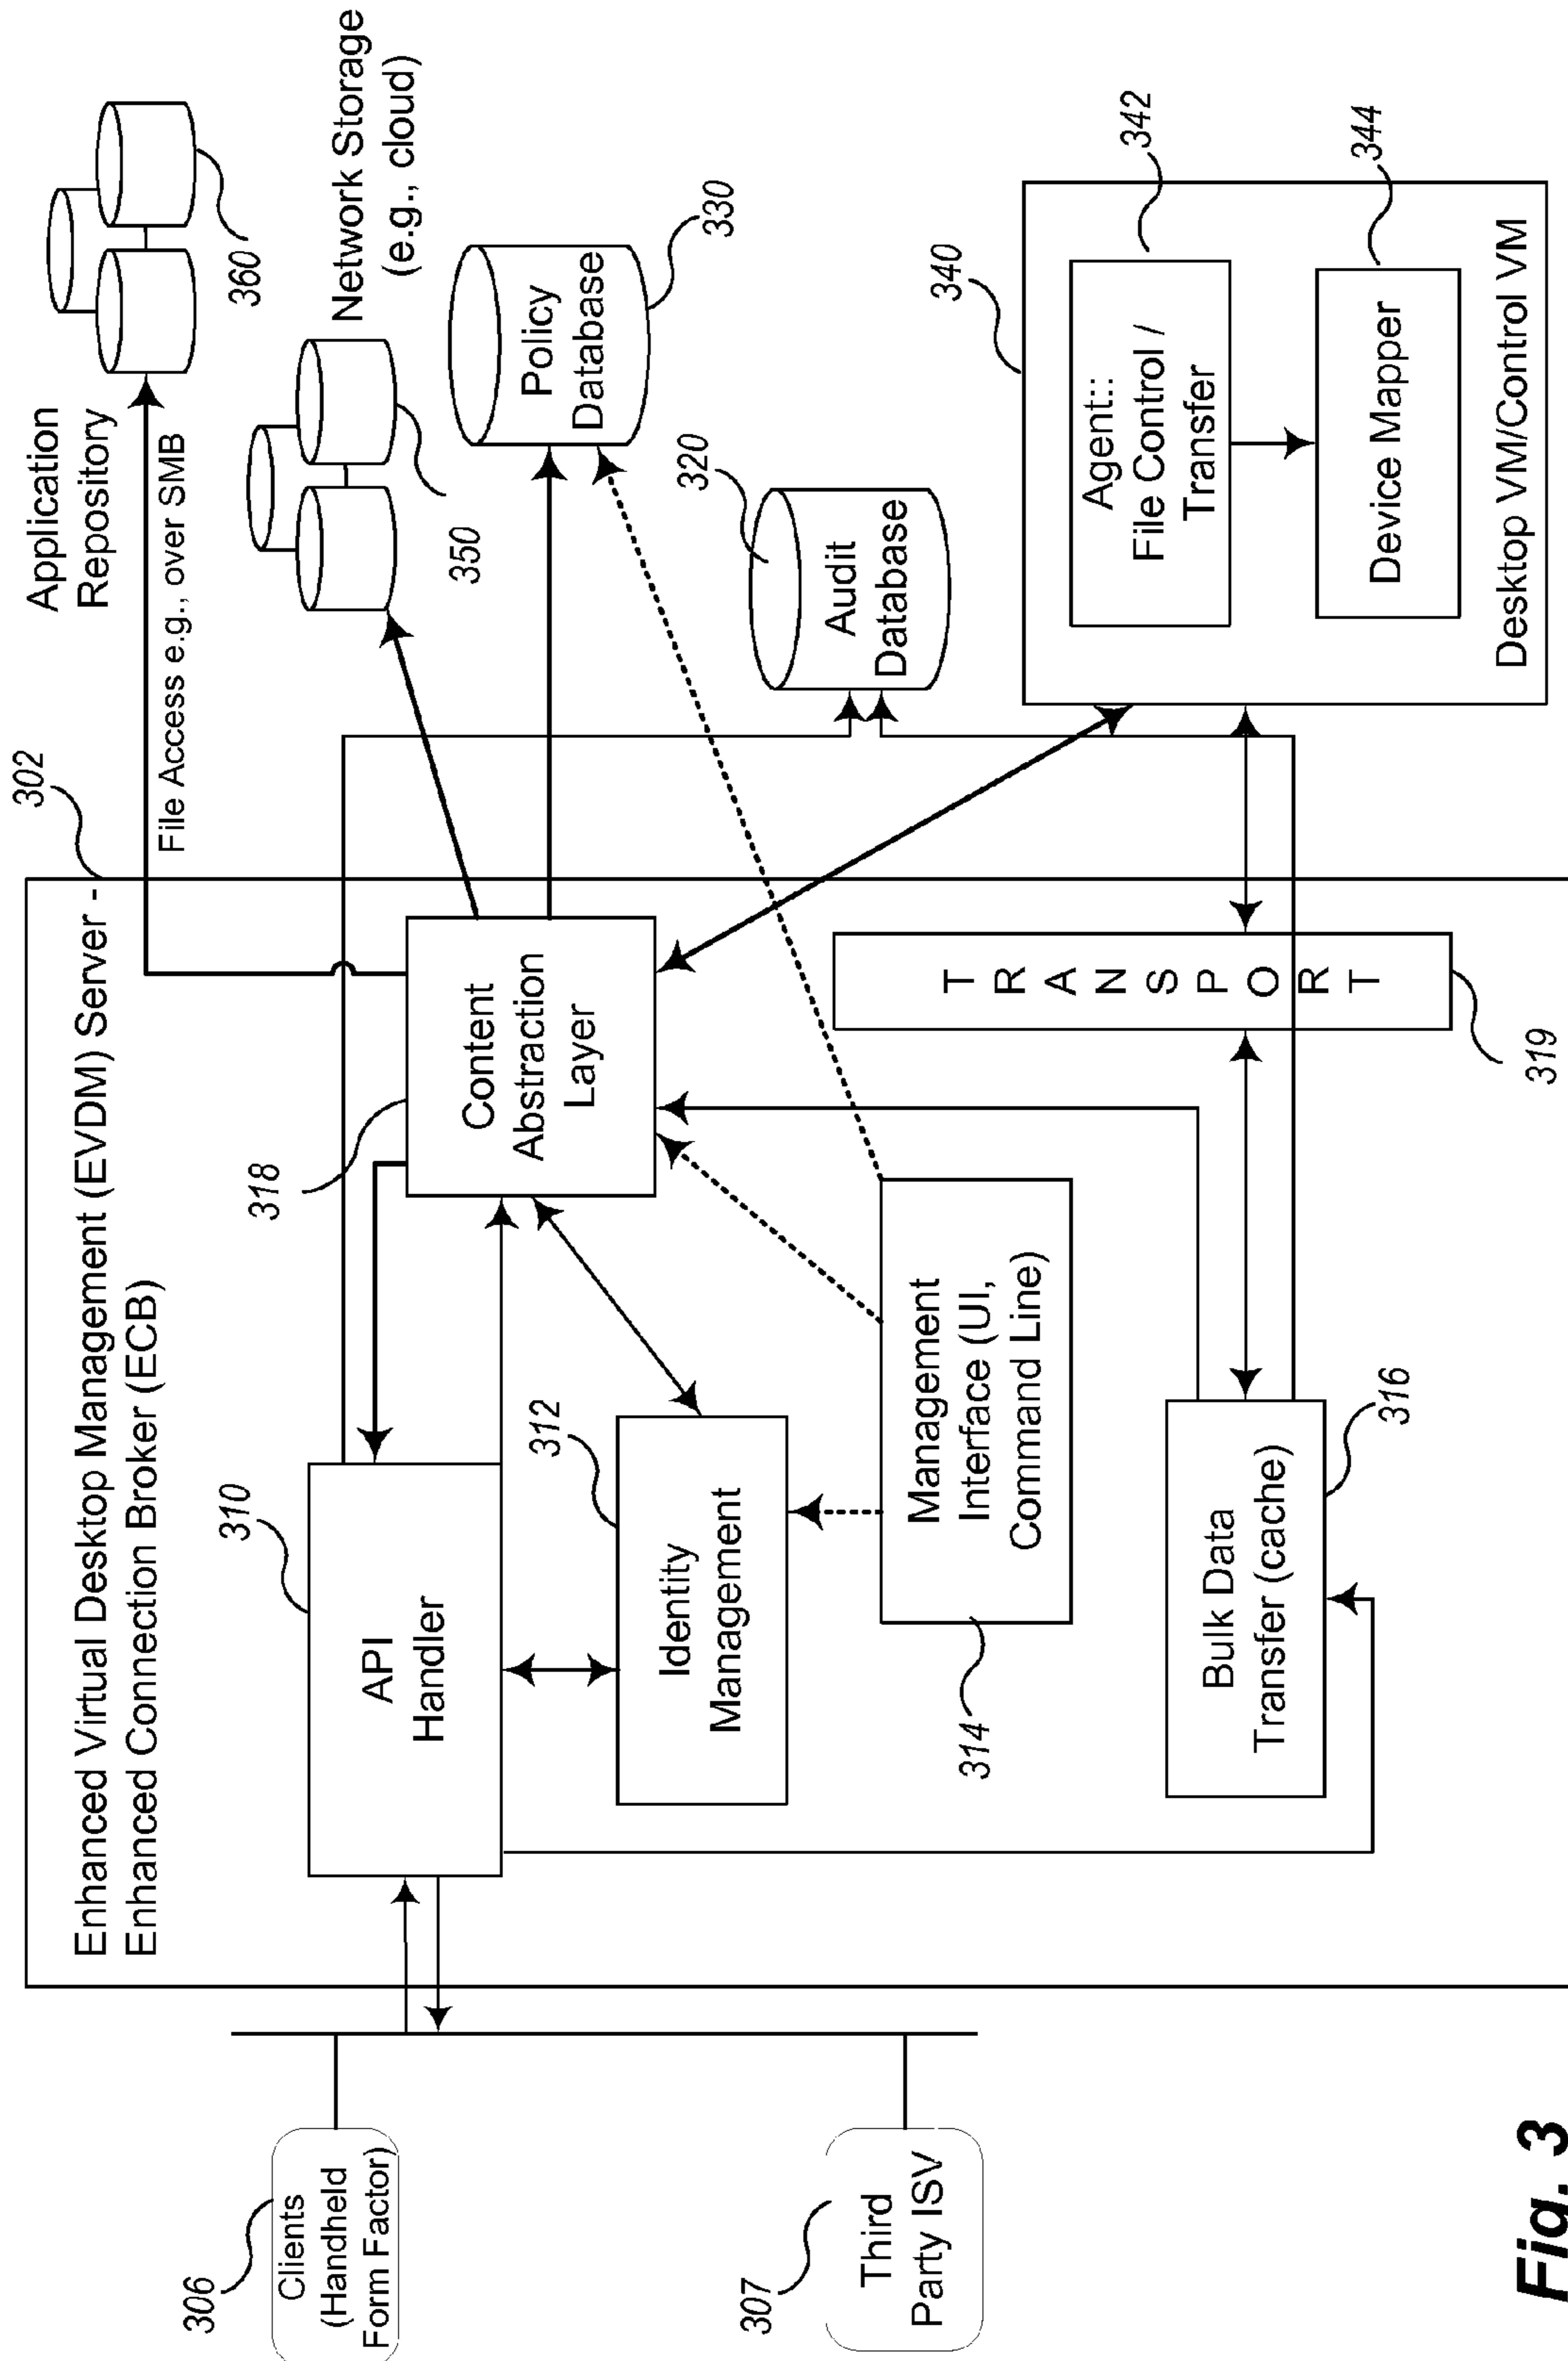 Enhanced Virtual Desktop Management (EVDM) Server -
Enhanced Connection Broker (ECB)
302
306
Clients
(Handheld
Form Factor)
307
Third
Party ISV
310
API
Handler
312
Identity
Management
314
Management
Interface (UI,
Command Line)
316
Bulk Data
Transfer (cache)
318
Content
Abstraction
Layer
319
T R A N S P O R T
Application
Repository
File Access e.g., over SMB
360
Network Storage
(e.g., cloud)
350
Policy
Database
330
320
Audit
Database
340
Agent::
File Control /
Transfer
342
Device Mapper
344
Desktop VM/Control VM
Fig. 3